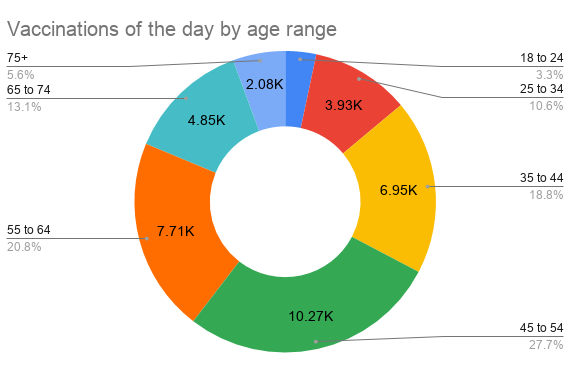 Vaccinations of the day by age range
75+
5.6%
65 to 74
13.1%
55 to 64
20.8%
18 to 24
3.3%
25 to 34
10.6%
35 to 44
18.8%
45 to 54
27.7%
2.08K
3.93K
4.85K
6.95K
7.71K
10.27K